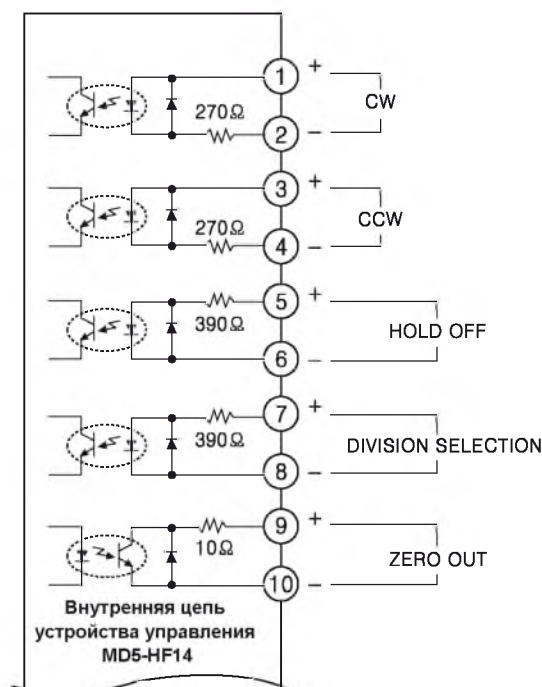 1 +
CW
270Ω
2 −
3 +
CCW
270Ω
4 −
5 +
390Ω
HOLD OFF
6 −
7 +
390Ω
DIVISION SELECTION
8 −
9 +
10Ω
ZERO OUT
10 −
Внутренняя цепь
устройства управления
MD5-HF14